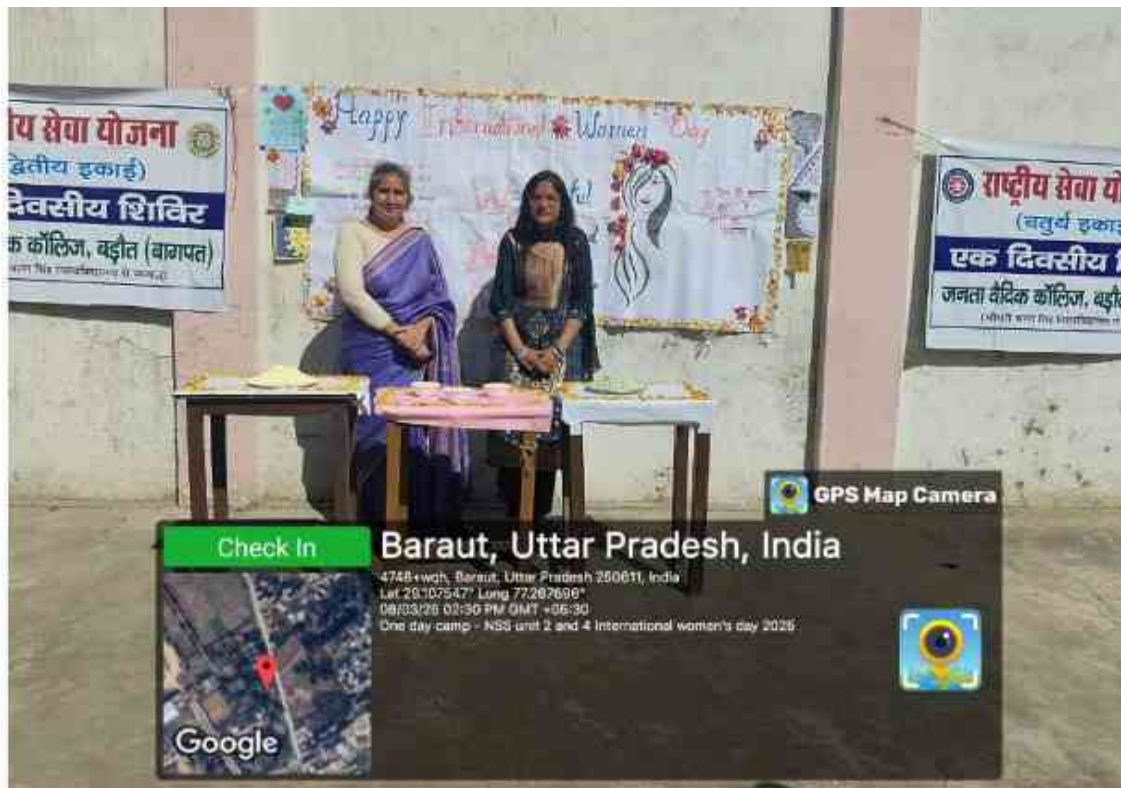 ीय सेवा योजना
द्वितीय इकाई)
दिवसीय शिविर
क कॉलिज, बड़ौत (बागपत)
Happy International Women Day
राष्ट्रीय सेवा यो
(चतुर्थ इकाई
एक दिवसीय
जनता वैदिक कॉलिज, बड़ौ
GPS Map Camera
Check In
Baraut, Uttar Pradesh, India
4748+wqh, Baraut, Uttar Pradesh 250611, India
Lat 29.107547° Long 77.267696°
08/03/25 02:30 PM GMT +05:30
One day camp - NSS unit 2 and 4 International women's day 2025
Google